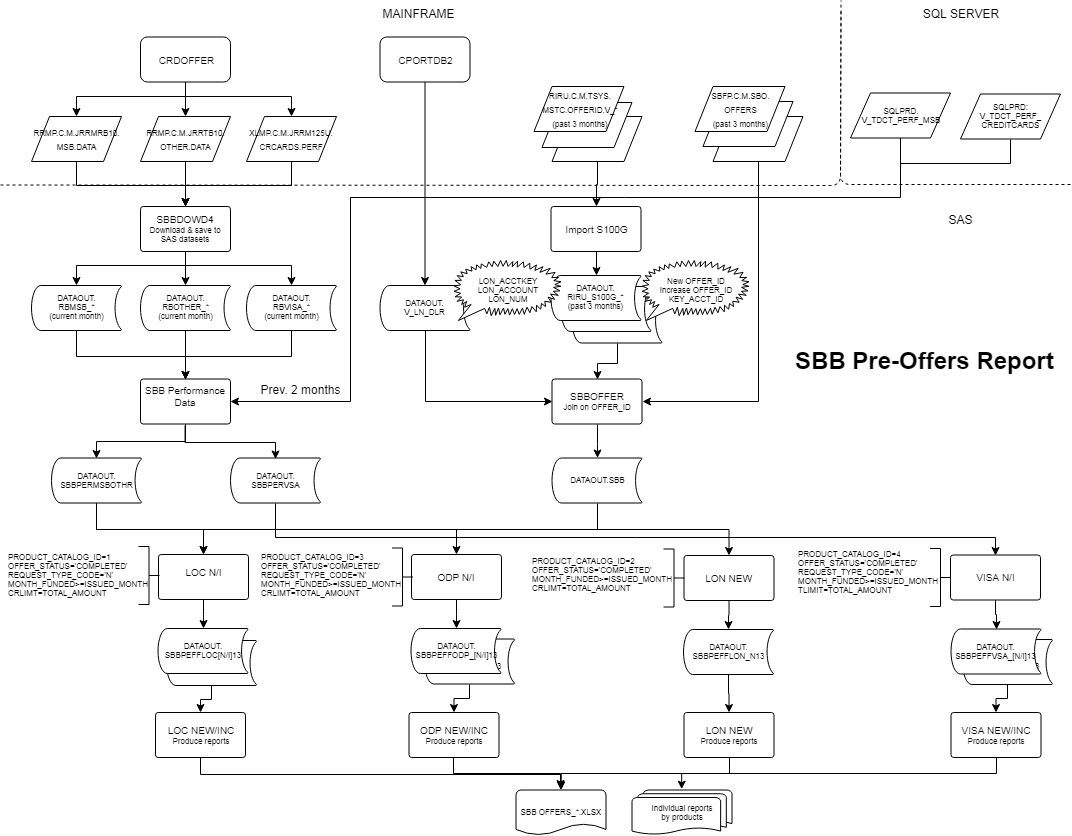 MAINFRAME
SQL SERVER
CRDOFFER
CPORTDB2
RIRU.C.M.TSYS.
MSTC.OFFERID.V_*
(past 3 months)
SBFP.C.M.SBO.
OFFERS
(past 3 months)
SQLPRD.
V_TDCT_PERF_MSB
SQLPRD:
V_TDCT_PERF_
CREDITCARDS
RRMP.C.M.JRRMRB10.
MSB.DATA
RRMP.C.M.JRRTB10.
OTHER.DATA
XLMP.C.M.JRRM125U.
CRCARDS.PERF
SAS
SBBDOWD4
Download & save to
SAS datasets
Import S100G
DATAOUT.
RBMSB_*
(current month)
DATAOUT.
RBOTHER_*
(current month)
DATAOUT.
RBVISA_*
(current month)
DATAOUT.
V_LN_DLR
LON_ACCTKEY
LON_ACCOUNT
LON_NUM
DATAOUT.
RIRU_S100G_*
(past 3 months)
New OFFER_ID
Increase OFFER_ID
KEY_ACCT_ID
SBB Pre-Offers Report
SBB Performance
Data
Prev. 2 months
SBBOFFER
Join on OFFER_ID
DATAOUT.
SBBPERMSBOTHR
DATAOUT.
SBBPERVSA
DATAOUT.SBB
PRODUCT_CATALOG_ID=1
OFFER_STATUS='COMPLETED'
REQUEST_TYPE_CODE='N'
MONTH_FUNDED>=ISSUED_MONTH
CRLIMT=TOTAL_AMOUNT
LOC N/I
PRODUCT_CATALOG_ID=3
OFFER_STATUS='COMPLETED'
REQUEST_TYPE_CODE='N'
MONTH_FUNDED>=ISSUED_MONTH
CRLIMT=TOTAL_AMOUNT
ODP N/I
PRODUCT_CATALOG_ID=2
OFFER_STATUS='COMPLETED'
MONTH_FUNDED>=ISSUED_MONTH
CRLIMT=TOTAL_AMOUNT
LON NEW
PRODUCT_CATALOG_ID=4
OFFER_STATUS='COMPLETED'
REQUEST_TYPE_CODE='N'
MONTH_FUNDED>=ISSUED_MONTH
TLIMIT=TOTAL_AMOUNT
VISA N/I
DATAOUT.
SBBPEFFLOC[N/I]13
DATAOUT.
SBBPEFFODP_[N/I]13
DATAOUT.
SBBPEFFLON_N13
DATAOUT.
SBBPEFFVSA_[N/I]13
LOC NEW/INC
Produce reports
ODP NEW/INC
Produce reports
LON NEW
Produce reports
VISA NEW/INC
Produce reports
SBB OFFERS_*.XLSX
Individual reports
by products